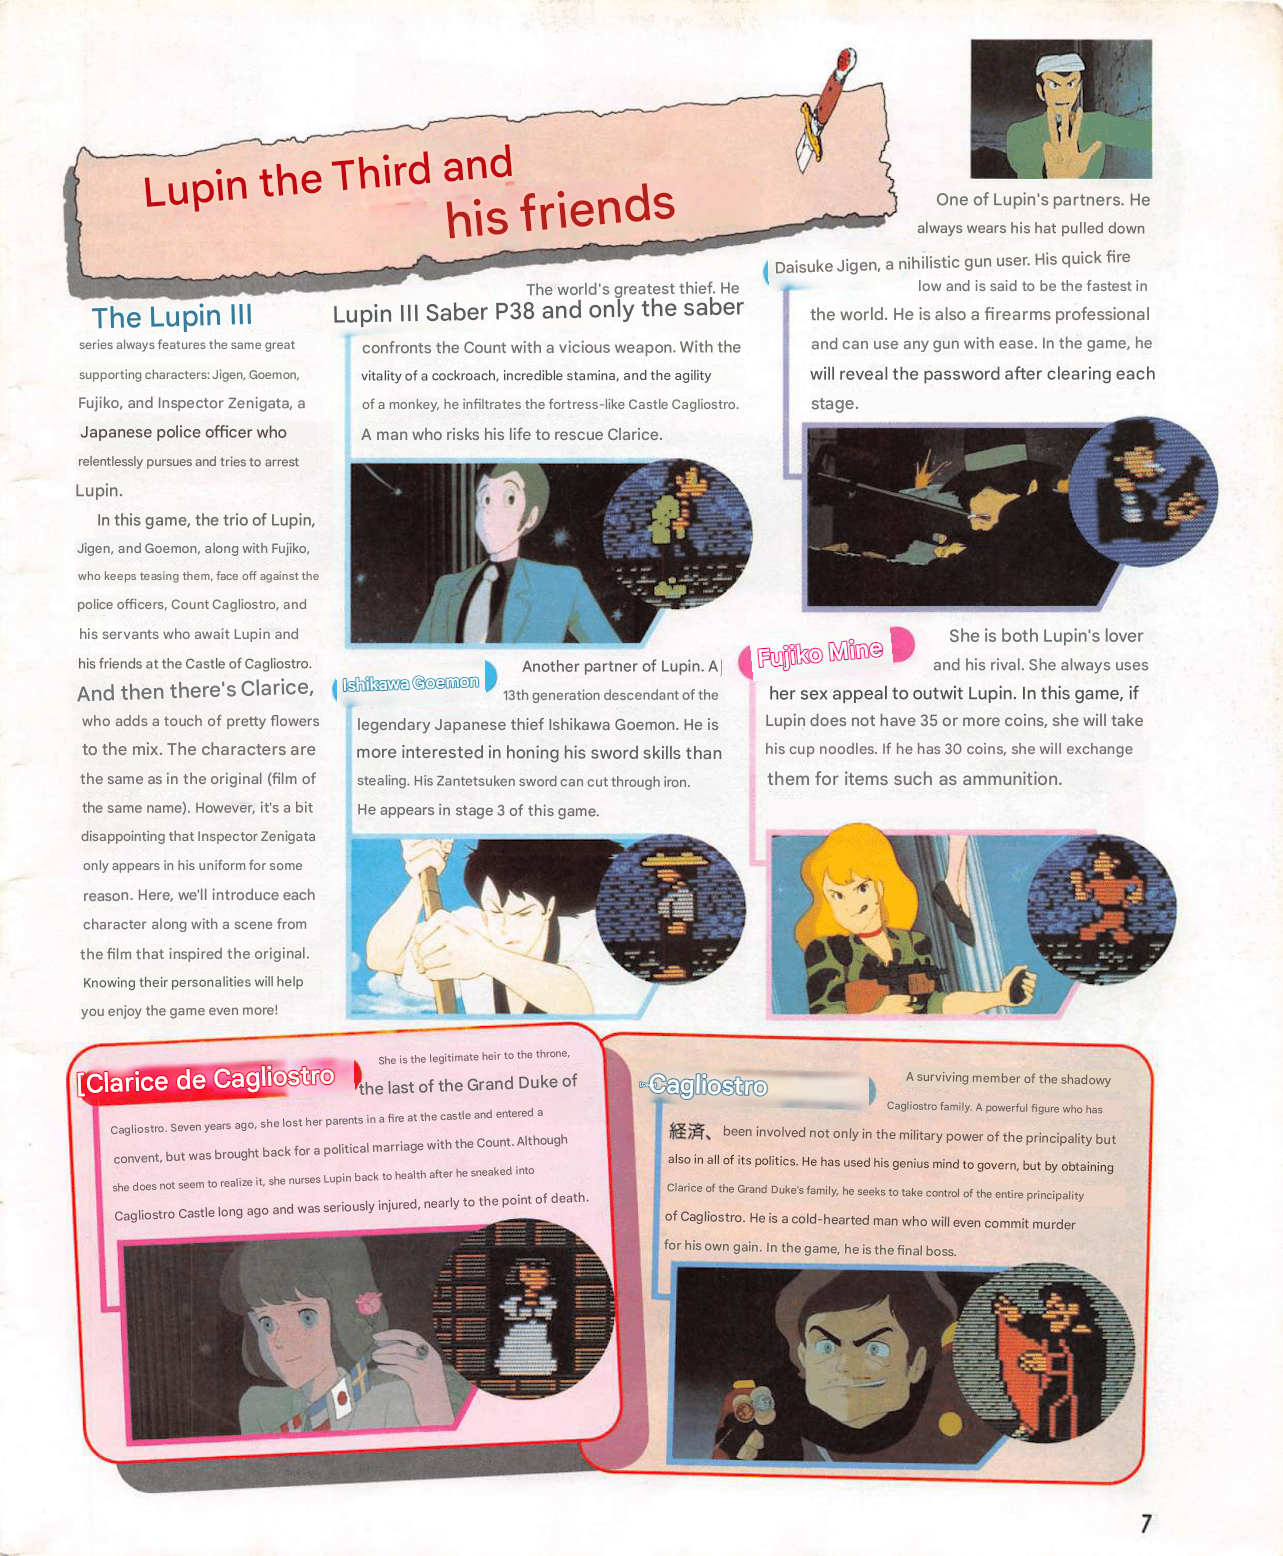 Lupin the Third and
his friends
The Lupin III
series always features the same great
supporting characters: Jigen, Goemon,
Fujiko, and Inspector Zenigata, a
Japanese police officer who
relentlessly pursues and tries to arrest
Lupin.
In this game, the trio of Lupin,
Jigen, and Goemon, along with Fujiko,
who keeps teasing them, face off against the
police officers, Count Cagliostro, and
his servants who await Lupin and
his friends at the Castle of Cagliostro.
And then there's Clarice,
who adds a touch of pretty flowers
to the mix. The characters are
the same as in the original (film of
the same name). However, it's a bit
disappointing that Inspector Zenigata
only appears in his uniform for some
reason. Here, we'll introduce each
character along with a scene from
the film that inspired the original.
Knowing their personalities will help
you enjoy the game even more!
The world's greatest thief. He
Lupin III Saber P38 and only the saber
confronts the Count with a vicious weapon. With the
vitality of a cockroach, incredible stamina, and the agility
of a monkey, he infiltrates the fortress-like Castle Cagliostro.
A man who risks his life to rescue Clarice.
One of Lupin's partners. He
always wears his hat pulled down
Daisuke Jigen, a nihilistic gun user. His quick fire
low and is said to be the fastest in
the world. He is also a firearms professional
and can use any gun with ease. In the game, he
will reveal the password after clearing each
stage.
Ishikawa Goemon
Another partner of Lupin. A
13th generation descendant of the
legendary Japanese thief Ishikawa Goemon. He is
more interested in honing his sword skills than
stealing. His Zantetsuken sword can cut through iron.
He appears in stage 3 of this game.
Fujiko Mine
She is both Lupin's lover
and his rival. She always uses
her sex appeal to outwit Lupin. In this game, if
Lupin does not have 35 or more coins, she will take
his cup noodles. If he has 30 coins, she will exchange
them for items such as ammunition.
[Clarice de Cagliostro
She is the legitimate heir to the throne,
the last of the Grand Duke of
Cagliostro. Seven years ago, she lost her parents in a fire at the castle and entered a
convent, but was brought back for a political marriage with the Count. Although
she does not seem to realize it, she nurses Lupin back to health after he sneaked into
Cagliostro Castle long ago and was seriously injured, nearly to the point of death.
Cagliostro
A surviving member of the shadowy
Cagliostro family. A powerful figure who has
経済、 been involved not only in the military power of the principality but
also in all of its politics. He has used his genius mind to govern, but by obtaining
Clarice of the Grand Duke's family, he seeks to take control of the entire principality
of Cagliostro. He is a cold-hearted man who will even commit murder
for his own gain. In the game, he is the final boss.
7